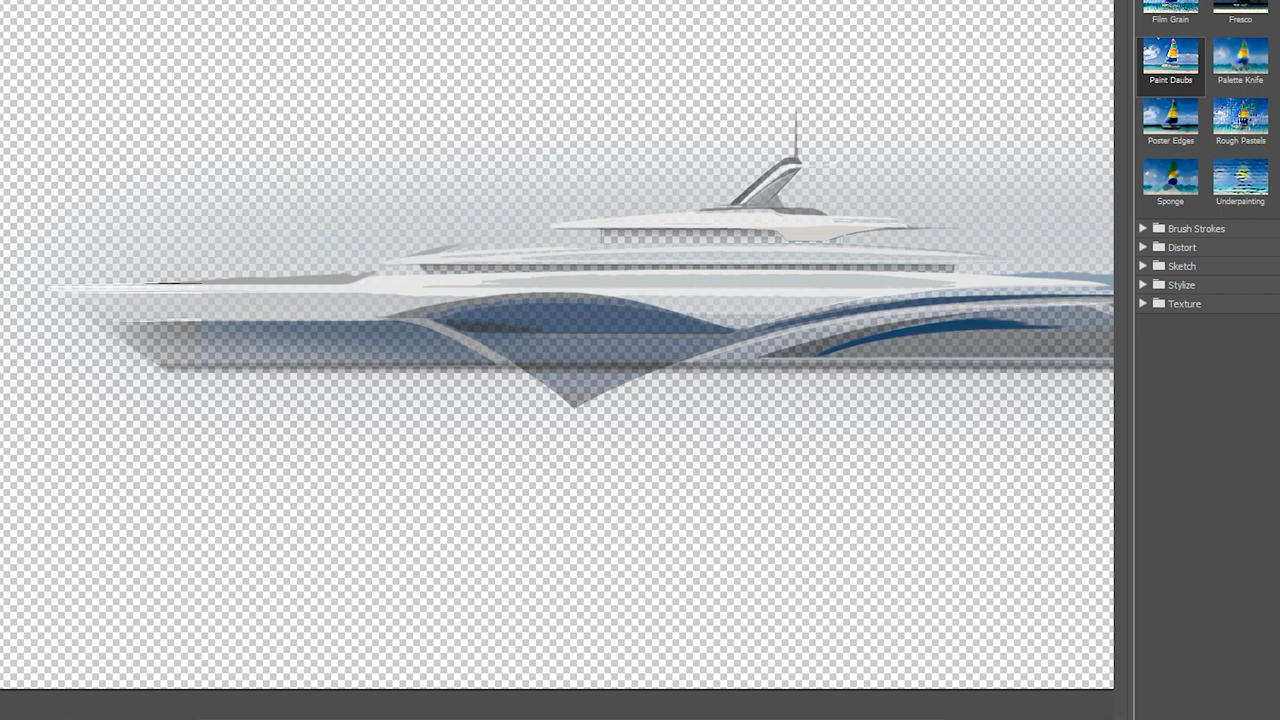 Film Grain Fresco
Paint Daubs Palette Knife
Poster Edges Rough Pastels
Sponge Underpainting
Brush Strokes
Distort
Sketch
Stylize
Texture